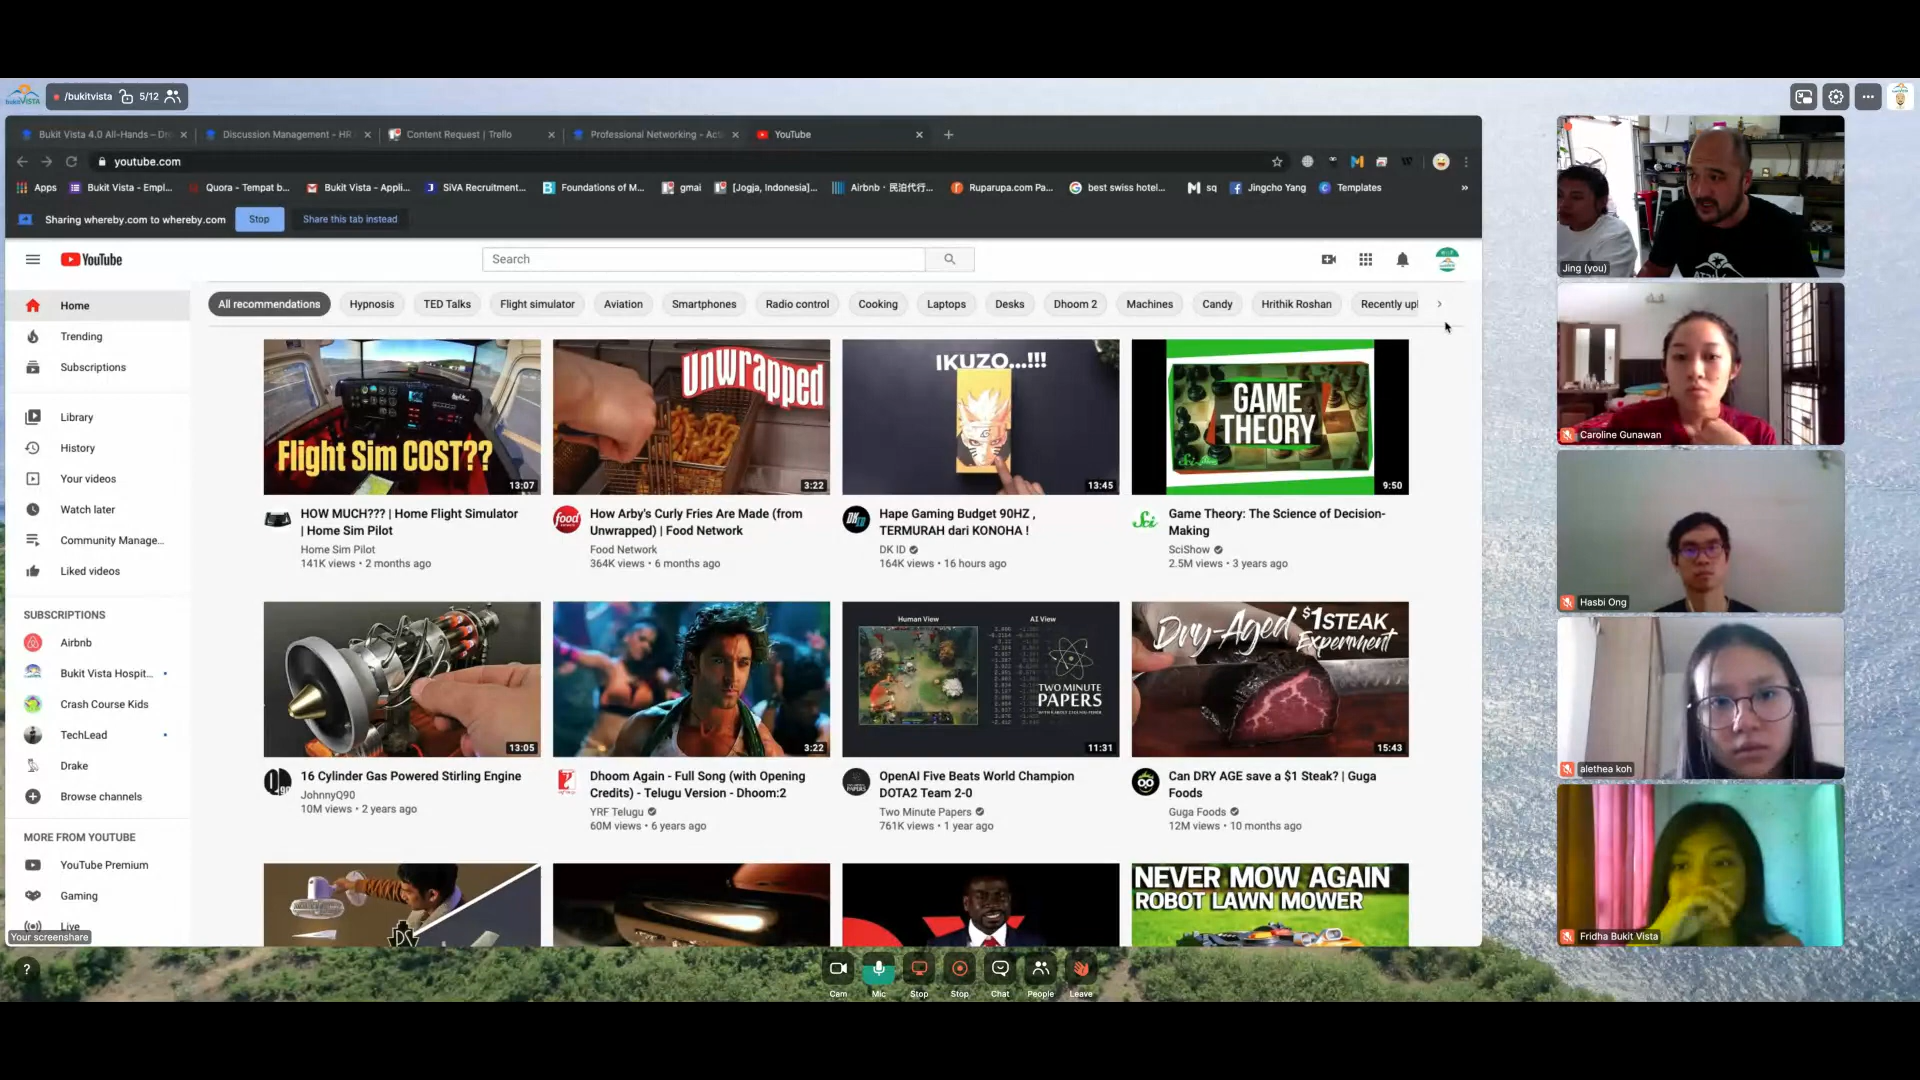 bukitVISTA
/bukitvista 5/12
Bukit Vista 4.0 All-Hands – Dr
Discussion Management - HR
Content Request | Trello
Professional Networking - Acti
YouTube
youtube.com
Apps
Bukit Vista - Empl...
Quora - Tempat b...
Bukit Vista - Appli...
SiVA Recruitment...
Foundations of M...
gmai
[Jogja, Indonesia]...
Airbnb · 民泊代行...
Ruparupa.com Pa...
best swiss hotel...
sq
Jingcho Yang
Templates
»
Sharing whereby.com to whereby.com
Stop
Share this tab instead
YouTube
Search
Home
Trending
Subscriptions
Library
History
Your videos
Watch later
Community Manage...
Liked videos
SUBSCRIPTIONS
Airbnb
Bukit Vista Hospit...
Crash Course Kids
TechLead
Drake
Browse channels
MORE FROM YOUTUBE
YouTube Premium
Gaming
Live
Your screenshare
All recommendations
Hypnosis
TED Talks
Flight simulator
Aviation
Smartphones
Radio control
Cooking
Laptops
Desks
Dhoom 2
Machines
Candy
Hrithik Roshan
Recently upl
Flight Sim COST??
13:07
HOW MUCH??? | Home Flight Simulator
| Home Sim Pilot
Home Sim Pilot
141K views • 2 months ago
Unwrapped
3:22
food
How Arby's Curly Fries Are Made (from
Unwrapped) | Food Network
Food Network
364K views • 6 months ago
IKUZO...!!!
13:45
Hape Gaming Budget 90HZ ,
TERMURAH dari KONOHA !
DK ID
164K views • 16 hours ago
GAME
THEORY
Sci
9:50
Sci
Game Theory: The Science of Decision-
Making
SciShow
2.5M views • 3 years ago
13:05
16 Cylinder Gas Powered Stirling Engine
JohnnyQ90
10M views • 2 years ago
3:22
Dhoom Again - Full Song (with Opening
Credits) - Telugu Version - Dhoom:2
YRF Telugu
60M views • 6 years ago
Human View
AI View
TWO MINUTE
PAPERS
11:31
OpenAI Five Beats World Champion
DOTA2 Team 2-0
Two Minute Papers
761K views • 1 year ago
Dry-Aged $1 STEAK
Experiment
15:43
Can DRY AGE save a $1 Steak? | Guga
Foods
Guga Foods
12M views • 10 months ago
NEVER MOW AGAIN
ROBOT LAWN MOWER
Jing (you)
Caroline Gunawan
Hasbi Ong
alethea koh
Fridha Bukit Vista
?
Cam
Mic
Stop
Stop
Chat
People
Leave